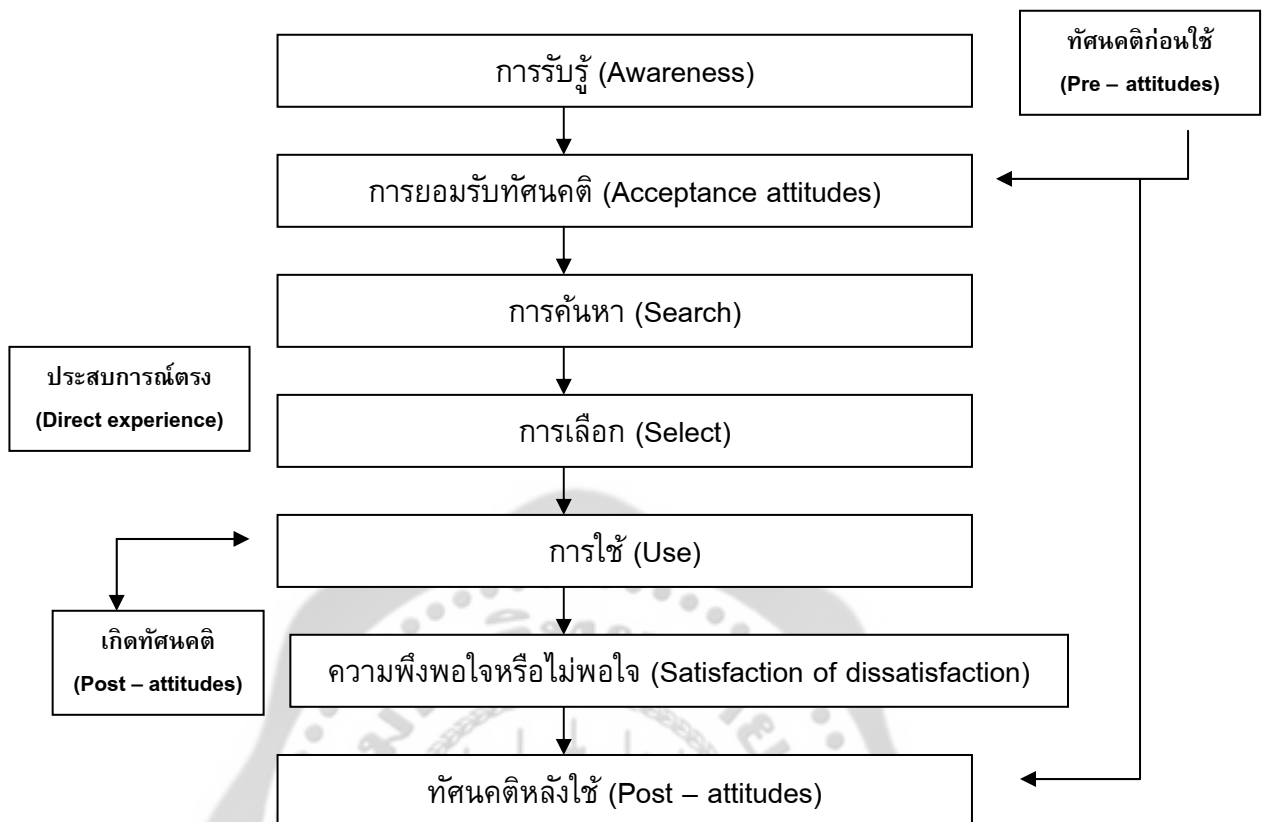 ทัศนคติก่อนใช้
(Pre – attitudes)
การรับรู้ (Awareness)
การยอมรับทัศนคติ (Acceptance attitudes)
การค้นหา (Search)
ประสบการณ์ตรง
(Direct experience)
การเลือก (Select)
การใช้ (Use)
เกิดทัศนคติ
(Post – attitudes)
ความพึงพอใจหรือไม่พอใจ (Satisfaction of dissatisfaction)
ทัศนคติหลังใช้ (Post – attitudes)